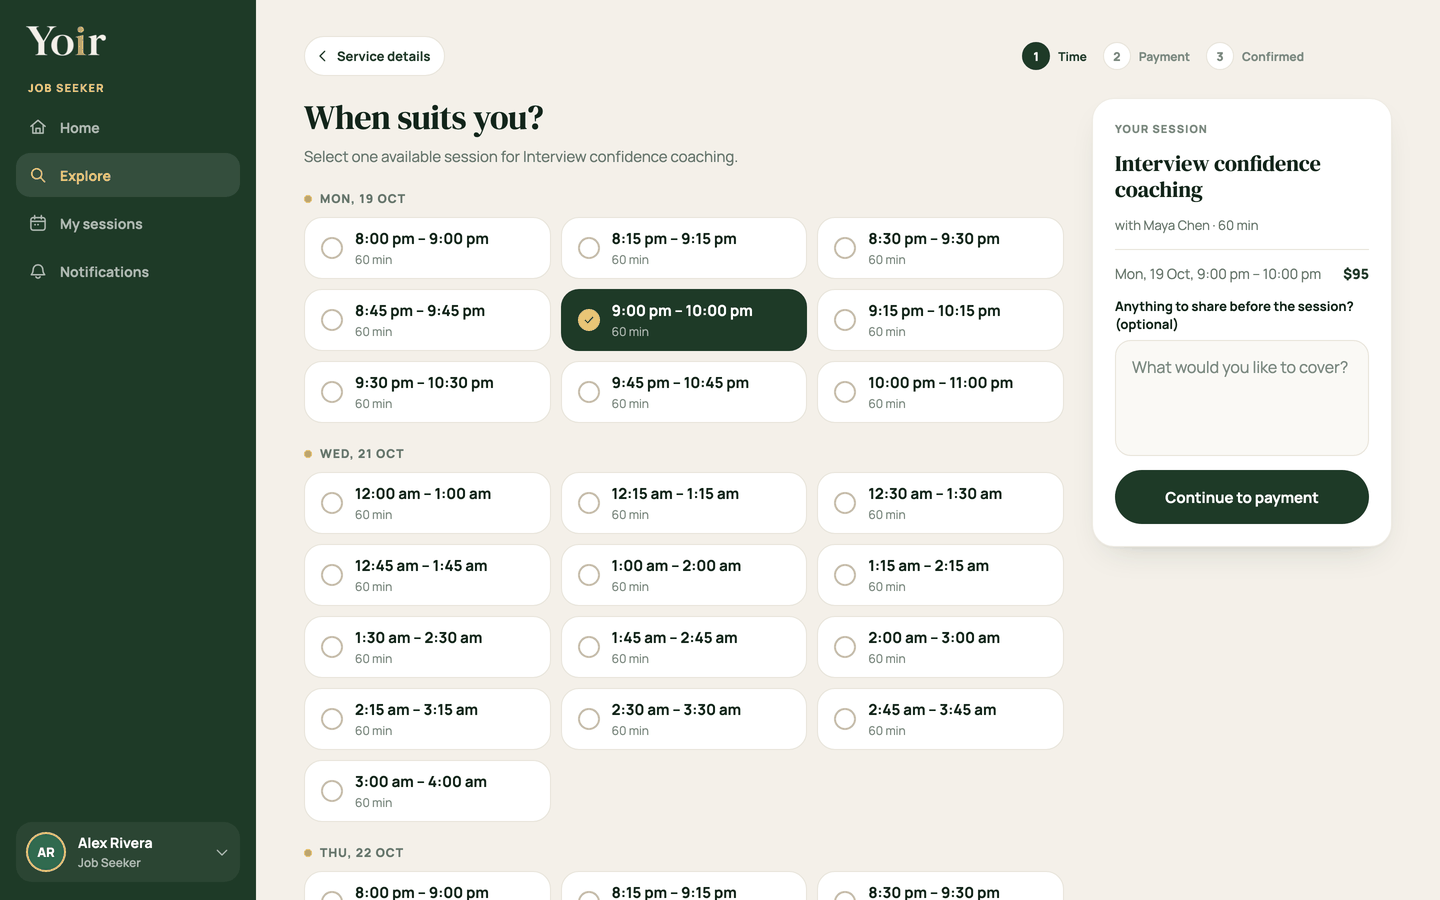 Yoir
JOB SEEKER
Home
Explore
My sessions
Notifications
AR
Alex Rivera
Job Seeker
Service details
1 Time
2 Payment
3 Confirmed
When suits you?
Select one available session for Interview confidence coaching.
MON, 19 OCT
8:00 pm – 9:00 pm
60 min
8:15 pm – 9:15 pm
60 min
8:30 pm – 9:30 pm
60 min
8:45 pm – 9:45 pm
60 min
9:00 pm – 10:00 pm
60 min
9:15 pm – 10:15 pm
60 min
9:30 pm – 10:30 pm
60 min
9:45 pm – 10:45 pm
60 min
10:00 pm – 11:00 pm
60 min
WED, 21 OCT
12:00 am – 1:00 am
60 min
12:15 am – 1:15 am
60 min
12:30 am – 1:30 am
60 min
12:45 am – 1:45 am
60 min
1:00 am – 2:00 am
60 min
1:15 am – 2:15 am
60 min
1:30 am – 2:30 am
60 min
1:45 am – 2:45 am
60 min
2:00 am – 3:00 am
60 min
2:15 am – 3:15 am
60 min
2:30 am – 3:30 am
60 min
2:45 am – 3:45 am
60 min
3:00 am – 4:00 am
60 min
THU, 22 OCT
8:00 pm – 9:00 pm
8:15 pm – 9:15 pm
8:30 pm – 9:30 pm
YOUR SESSION
Interview confidence
coaching
with Maya Chen · 60 min
Mon, 19 Oct, 9:00 pm – 10:00 pm $95
Anything to share before the session?
(optional)
What would you like to cover?
Continue to payment